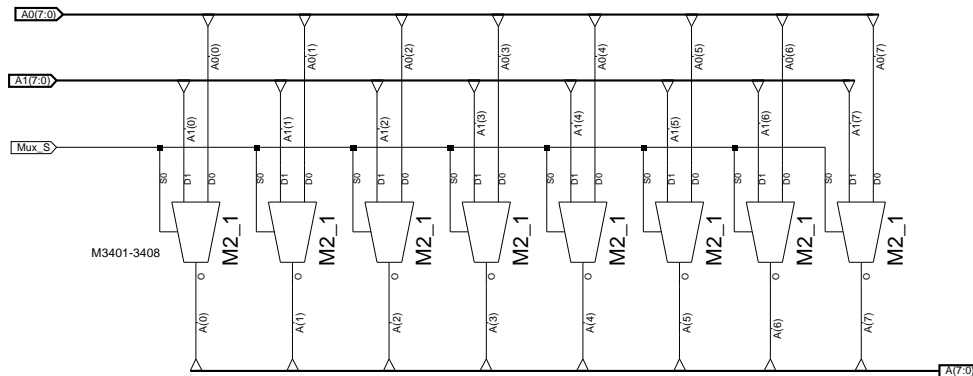 A0(7:0)
A0(0) A0(1) A0(2) A0(3) A0(4) A0(5) A0(6) A0(7)
A1(7:0)
A1(0) A1(1) A1(2) A1(3) A1(4) A1(5) A1(6) A1(7)
Mux_S
S0 D1 D0 S0 D1 D0 S0 D1 D0 S0 D1 D0 S0 D1 D0 S0 D1 D0 S0 D1 D0 S0 D1 D0
M2_1 M2_1 M2_1 M2_1 M2_1 M2_1 M2_1 M2_1
M3401-3408
O O O O O O O O
A(0) A(1) A(2) A(3) A(4) A(5) A(6) A(7)
A(7:0)